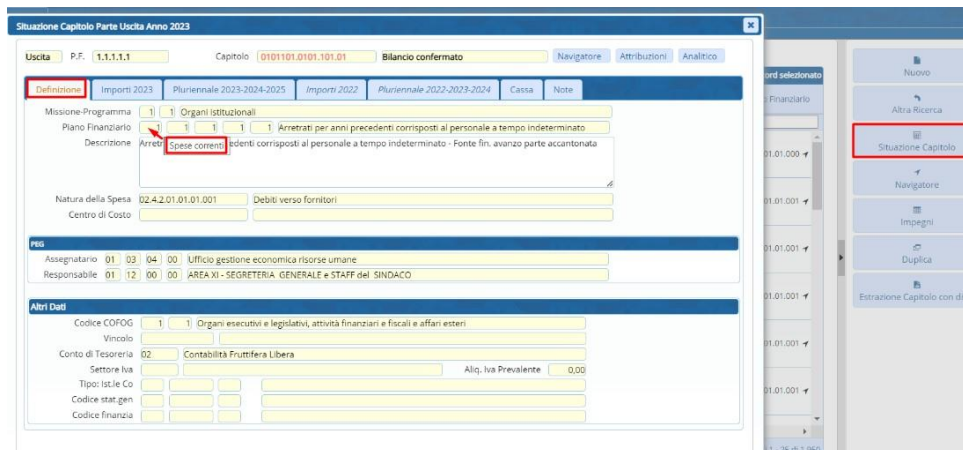 Situazione Capitolo Parte Uscita Anno 2023
Uscita P.F. 1.1.1.1.1 Capitolo 0101101.0101.101.01 Bilancio confermato Navigatore Attribuzioni Analitico
Definizione Importi 2023 Pluriennale 2023-2024-2025 Importi 2022 Pluriennale 2022-2023-2024 Cassa Note
Missione-Programma 1 1 Organi istituzionali
Piano Finanziario 1 1 1 1 1 Arretrati per anni precedenti corrisposti al personale a tempo indeterminato
Spese correnti
Descrizione Arretr edenti corrisposti al personale a tempo indeterminato - Fonte fin. avanzo parte accantonata
Natura della Spesa 02.4.2.01.01.01.001 Debiti verso fornitori
Centro di Costo
PEG
Assegnatario 01 03 04 00 Ufficio gestione economica risorse umane
Responsabile 01 12 00 00 AREA XI - SEGRETERIA GENERALE e STAFF del SINDACO
Altri Dati
Codice COFOG 1 1 Organi esecutivi e legislativi, attività finanziari e fiscali e affari esteri
Vincolo
Conto di Tesoreria 02 Contabilità Fruttifera Libera
Settore Iva Aliq. Iva Prevalente 0,00
Tipo: Ist.le Co
Codice stat.gen
Codice finanzia
ord selezionato
Finanziario
01.01.000
01.01.001
01.01.001
01.01.001
01.01.001
01.01.001
Nuovo
Altra Ricerca
Situazione Capitolo
Navigatore
Impegni
Duplica
Estrazione Capitolo con di